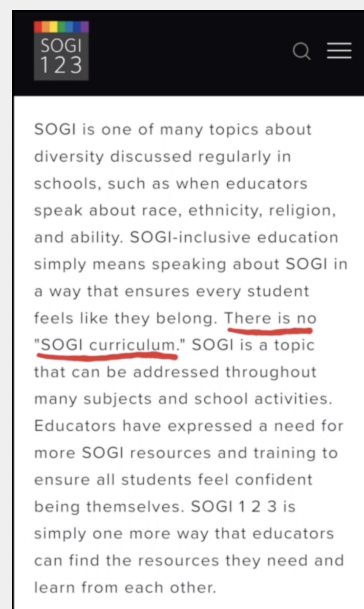 SOGI
123
SOGI is one of many topics about
diversity discussed regularly in
schools, such as when educators
speak about race, ethnicity, religion,
and ability. SOGI-inclusive education
simply means speaking about SOGI in
a way that ensures every student
feels like they belong. There is no
"SOGI curriculum." SOGI is a topic
that can be addressed throughout
many subjects and school activities.
Educators have expressed a need for
more SOGI resources and training to
ensure all students feel confident
being themselves. SOGI 1 2 3 is
simply one more way that educators
can find the resources they need and
learn from each other.